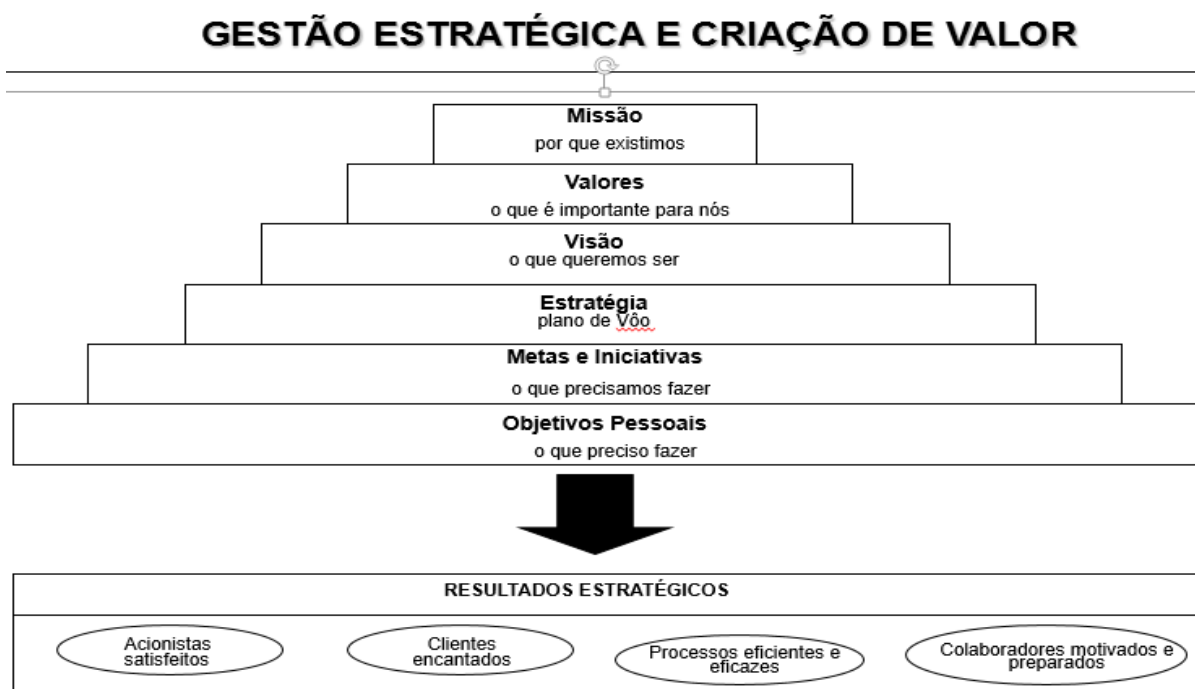 GESTÃO ESTRATÉGICA E CRIAÇÃO DE VALOR
Missão
por que existimos
Valores
o que é importante para nós
Visão
o que queremos ser
Estratégia
plano de Vôo
Metas e Iniciativas
o que precisamos fazer
Objetivos Pessoais
o que preciso fazer
RESULTADOS ESTRATÉGICOS
Acionistas
satisfeitos
Clientes
encantados
Processos eficientes e
eficazes
Colaboradores motivados e
preparados